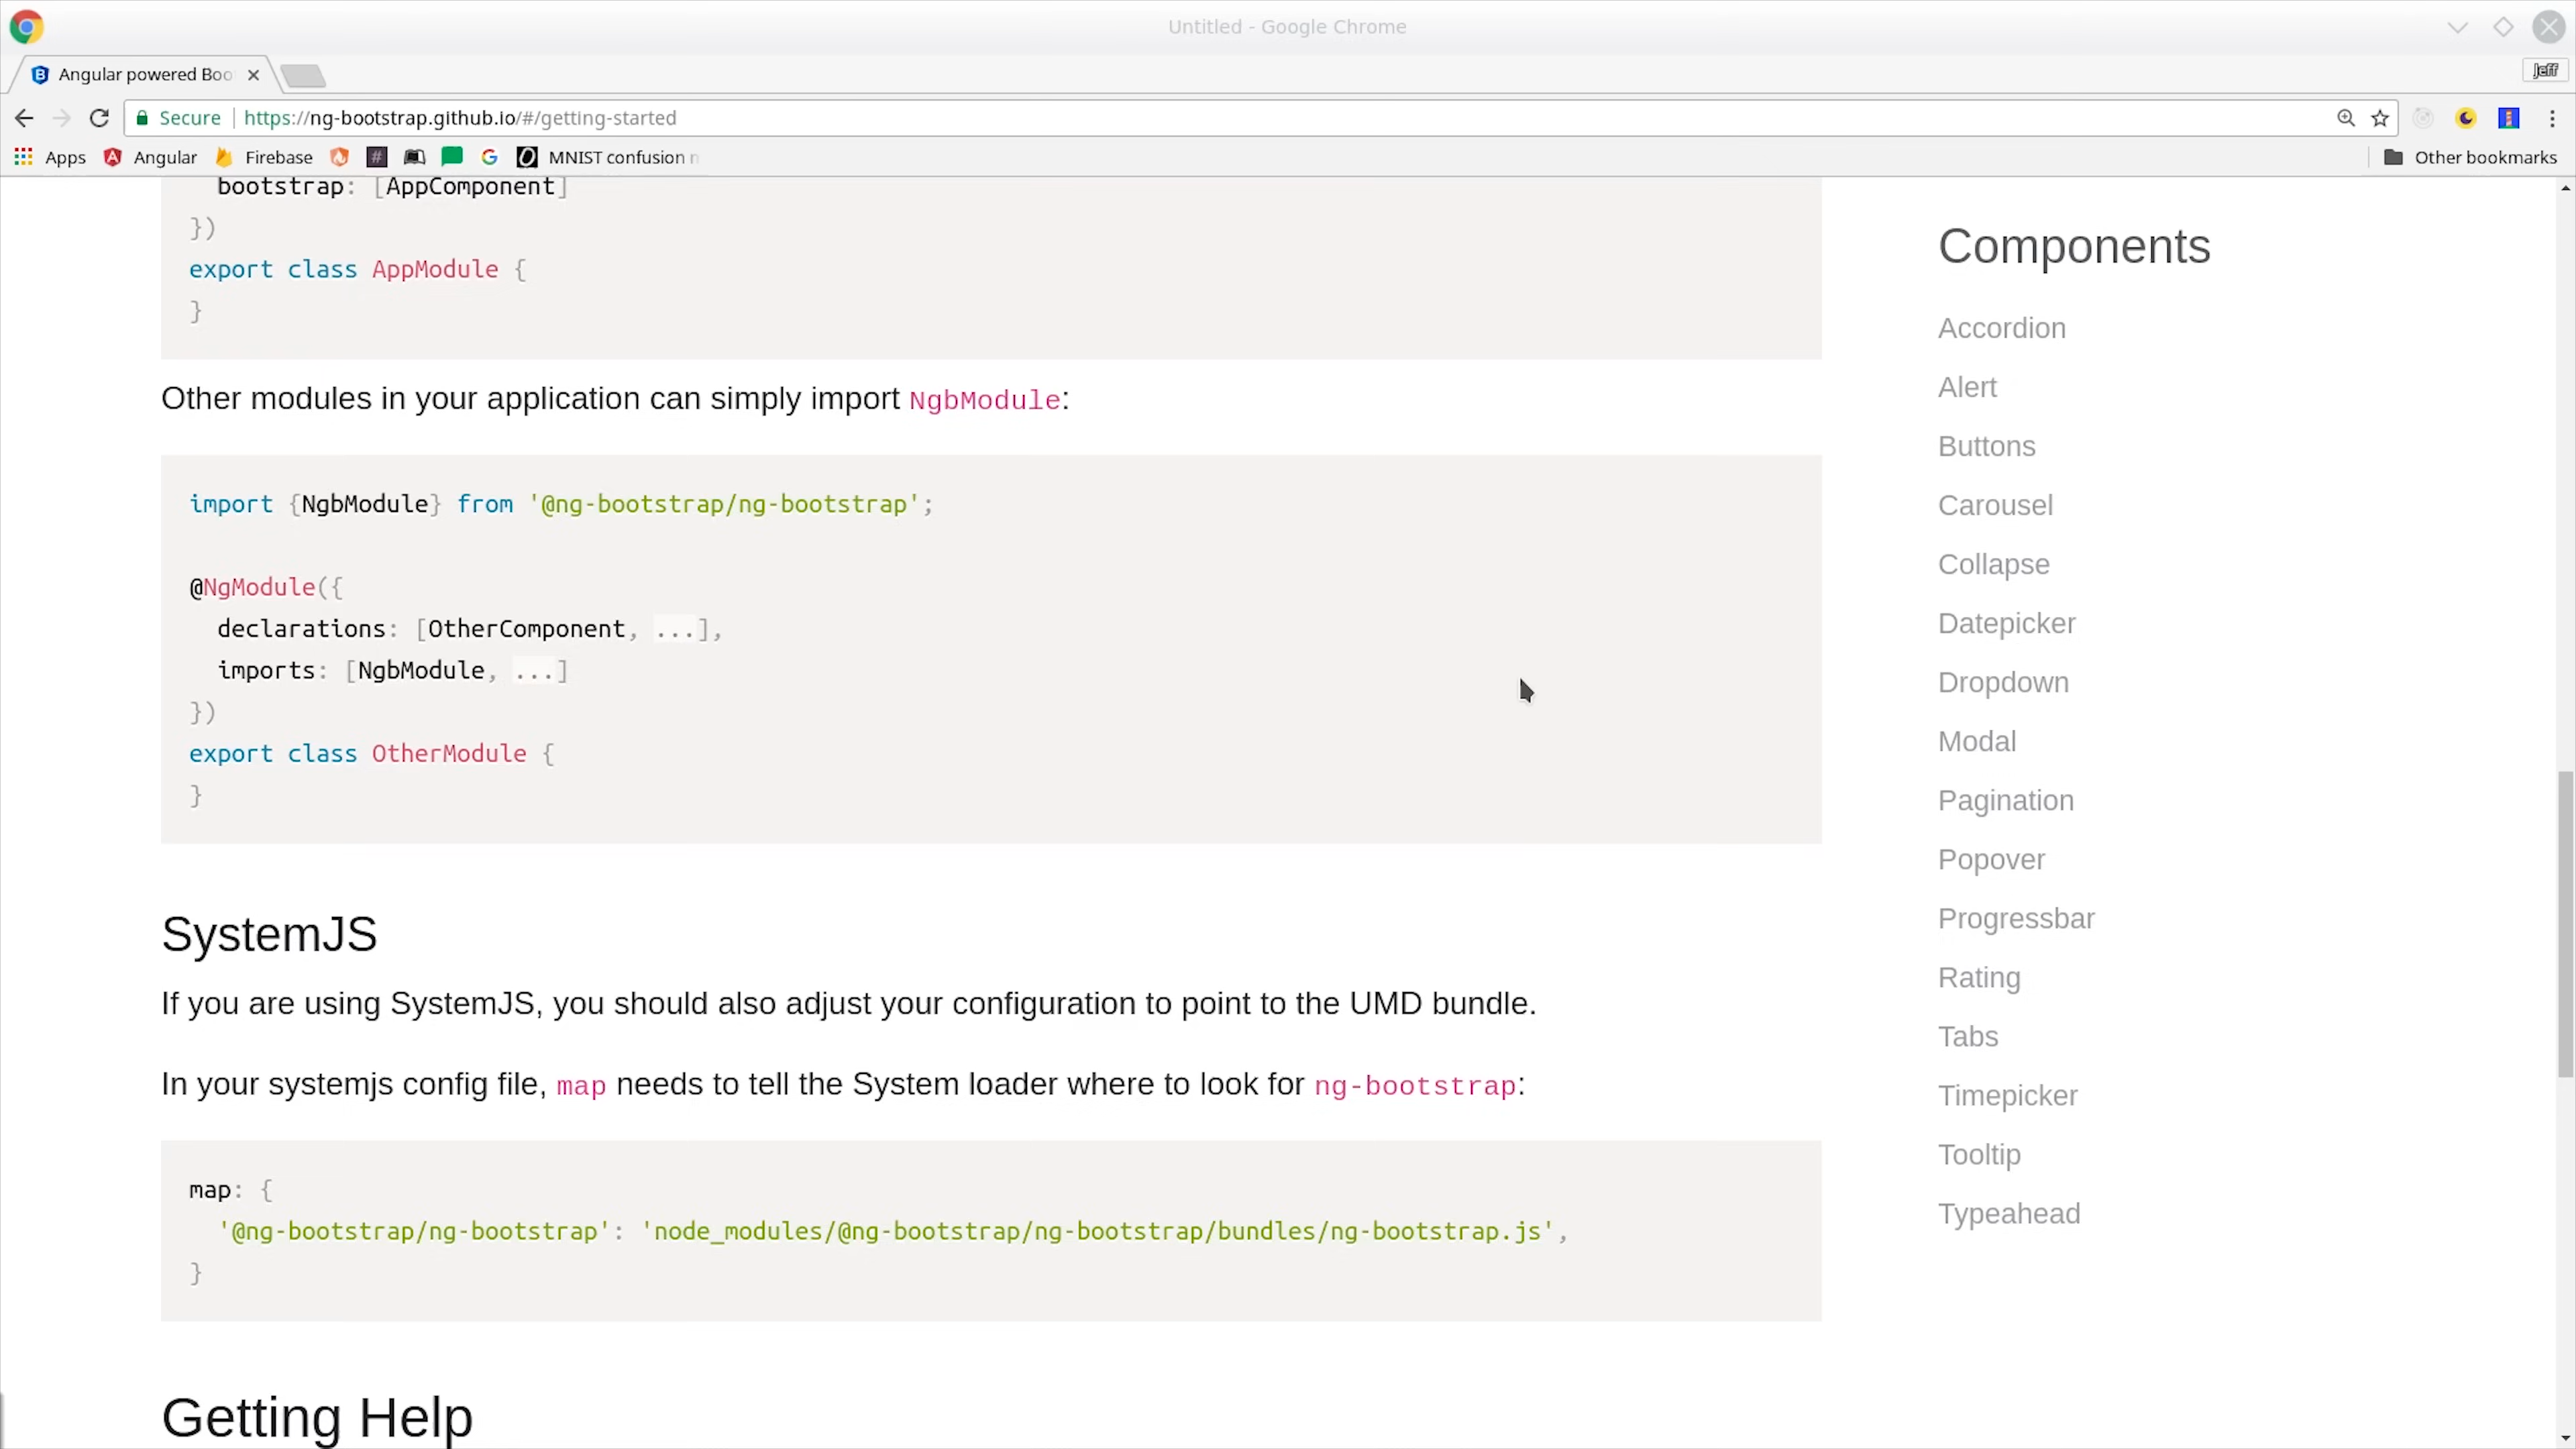 Untitled - Google Chrome
Angular powered Boo
Jeff
Secure https://ng-bootstrap.github.io/#/getting-started
Apps Angular Firebase # G MNIST confusion Other bookmarks
bootstrap: [AppComponent]
})
export class AppModule {
}
Other modules in your application can simply import NgbModule:
import {NgbModule} from '@ng-bootstrap/ng-bootstrap';
@NgModule({
declarations: [OtherComponent, ...],
imports: [NgbModule, ...]
})
export class OtherModule {
}
SystemJS
If you are using SystemJS, you should also adjust your configuration to point to the UMD bundle.
In your systemjs config file, map needs to tell the System loader where to look for ng-bootstrap:
map: {
'@ng-bootstrap/ng-bootstrap': 'node_modules/@ng-bootstrap/ng-bootstrap/bundles/ng-bootstrap.js',
}
Getting Help
Components
Accordion
Alert
Buttons
Carousel
Collapse
Datepicker
Dropdown
Modal
Pagination
Popover
Progressbar
Rating
Tabs
Timepicker
Tooltip
Typeahead